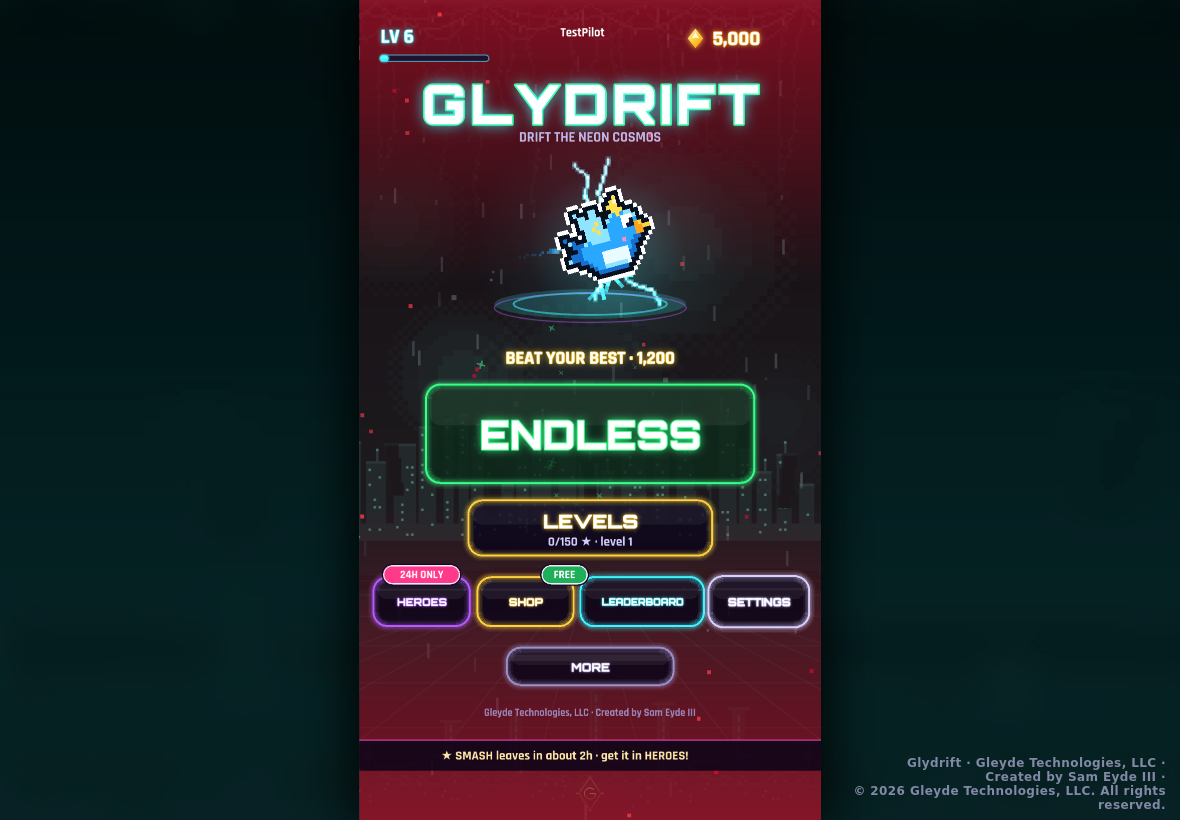 LV 6
TestPilot
5,000
GLYDRIFT
DRIFT THE NEON COSMOS
BEAT YOUR BEST · 1,200
ENDLESS
LEVELS
0/150 ★ · level 1
24H ONLY
FREE
HEROES
SHOP
LEADERBOARD
SETTINGS
MORE
Gleyde Technologies, LLC · Created by Sam Eyde III
★ SMASH leaves in about 2h · get it in HEROES!
G
Glydrift · Gleyde Technologies, LLC ·
Created by Sam Eyde III ·
© 2026 Gleyde Technologies, LLC. All rights
reserved.